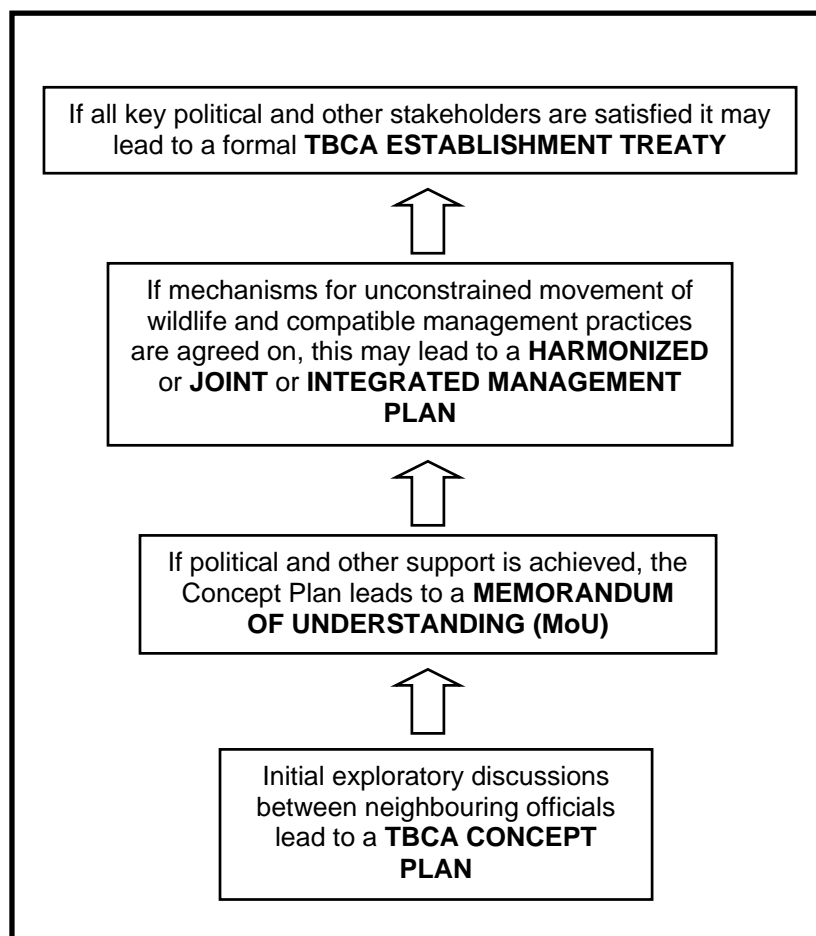 If all key political and other stakeholders are satisfied it may
lead to a formal TBCA ESTABLISHMENT TREATY
If mechanisms for unconstrained movement of
wildlife and compatible management practices
are agreed on, this may lead to a HARMONIZED
or JOINT or INTEGRATED MANAGEMENT
PLAN
If political and other support is achieved, the
Concept Plan leads to a MEMORANDUM
OF UNDERSTANDING (MoU)
Initial exploratory discussions
between neighbouring officials
lead to a TBCA CONCEPT
PLAN